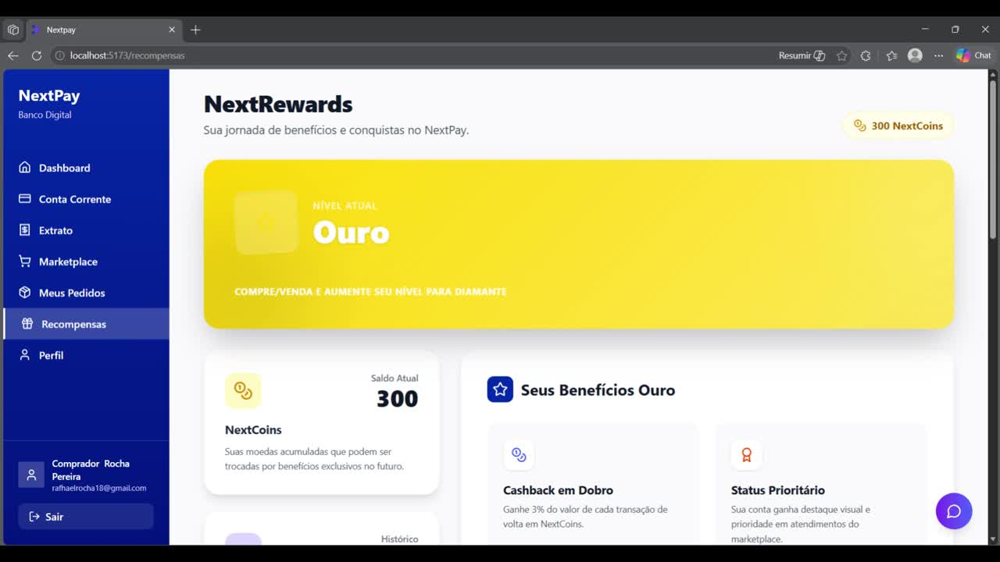 Nextpay
localhost:5173/recompensas
Resumir
Chat
NextPay
Banco Digital
Dashboard
Conta Corrente
Extrato
Marketplace
Meus Pedidos
Recompensas
Perfil
Comprador Rocha
Pereira
rafhaelrocha18@gmail.com
Sair
NextRewards
Sua jornada de benefícios e conquistas no NextPay.
300 NextCoins
NÍVEL ATUAL
Ouro
COMPRE/VENDA E AUMENTE SEU NÍVEL PARA DIAMANTE
Saldo Atual
300
NextCoins
Suas moedas acumuladas que podem ser
trocadas por benefícios exclusivos no futuro.
Histórico
Seus Benefícios Ouro
Cashback em Dobro
Ganhe 3% do valor de cada transação de
volta em NextCoins.
Status Prioritário
Sua conta ganha destaque visual e
prioridade em atendimentos do
marketplace.